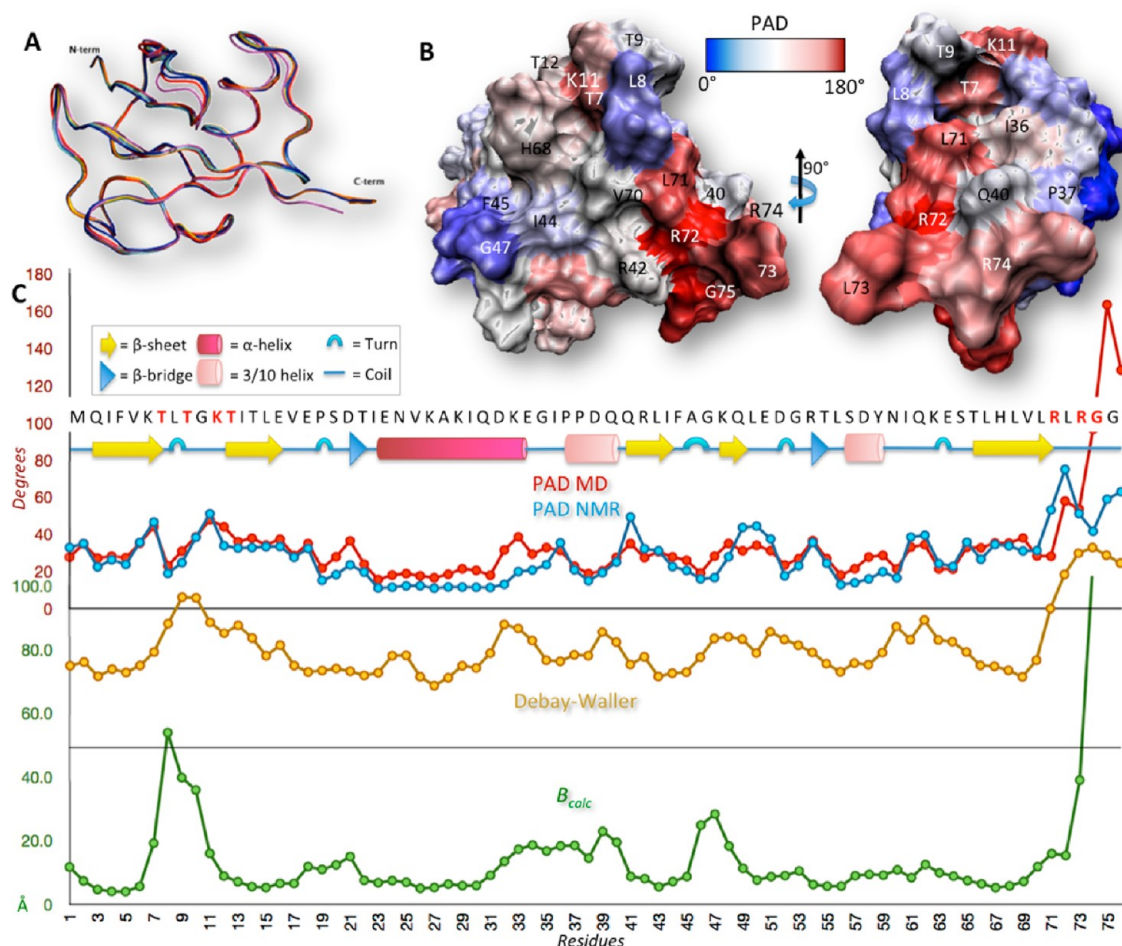 A
N-term
C-term
B
PAD
0°
180°
T9
T12
K11
T7
L8
H68
F45
I44
G47
V70
L71
40
R74
R72
R42
73
G75
90°
T9
K11
L8
T7
L71
I36
Q40
P37
R72
R74
L73
C
180
160
140
120
100
80
60
40
20
0
Degrees
= β-sheet
= α-helix
= Turn
= β-bridge
= 3/10 helix
= Coil
MQIFVKTLTGKTITLEVEPSDTIENVKAKIQDKEGIPPDQQRLIFAGKQLEDGRTLSDYNIQKESTLHLVLRLRGG
PAD MD
PAD NMR
100.0
80.0
60.0
40.0
20.0
0
Å
Debay-Waller
Bcalc
1 3 5 7 9 11 13 15 17 19 21 23 25 27 29 31 33 35 37 39 41 43 45 47 49 51 53 55 57 59 61 63 65 67 69 71 73 75
Residues